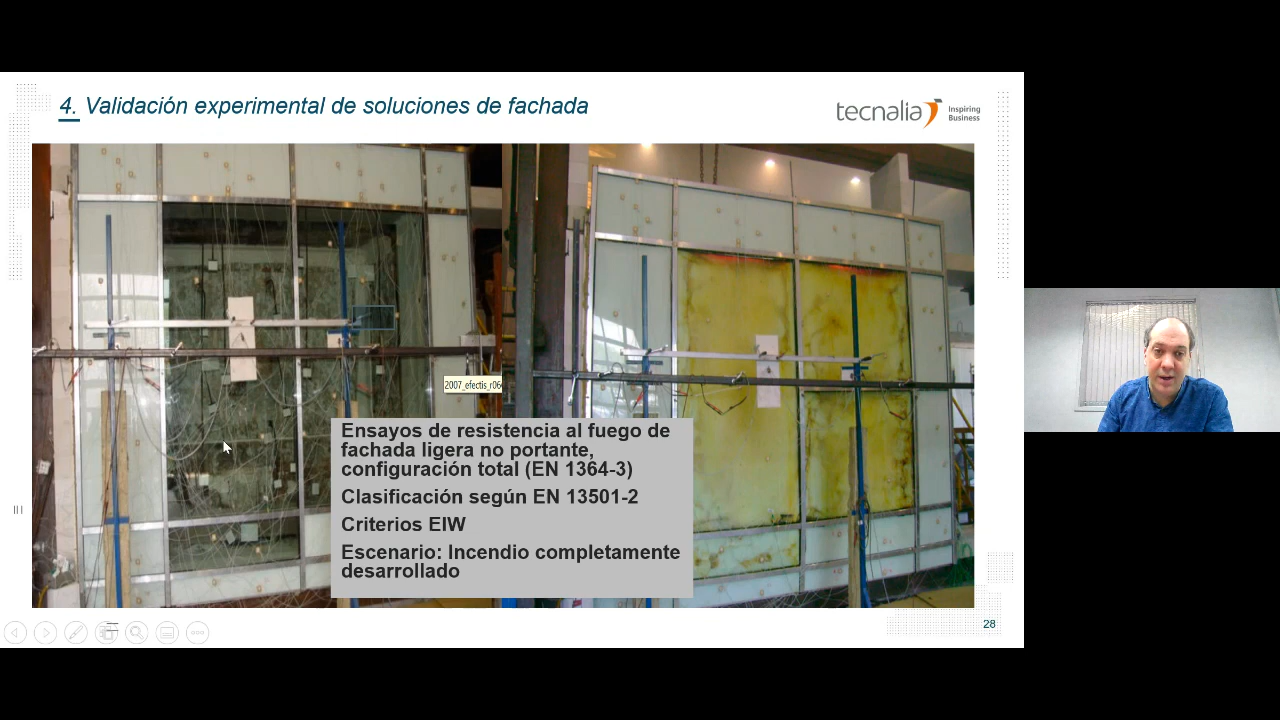 4. Validación experimental de soluciones de fachada
tecnalia
Inspiring
Business
2007_efectis_r06
Ensayos de resistencia al fuego de
fachada ligera no portante,
configuración total (EN 1364-3)
Clasificación según EN 13501-2
Criterios EIW
Escenario: Incendio completamente
desarrollado
28